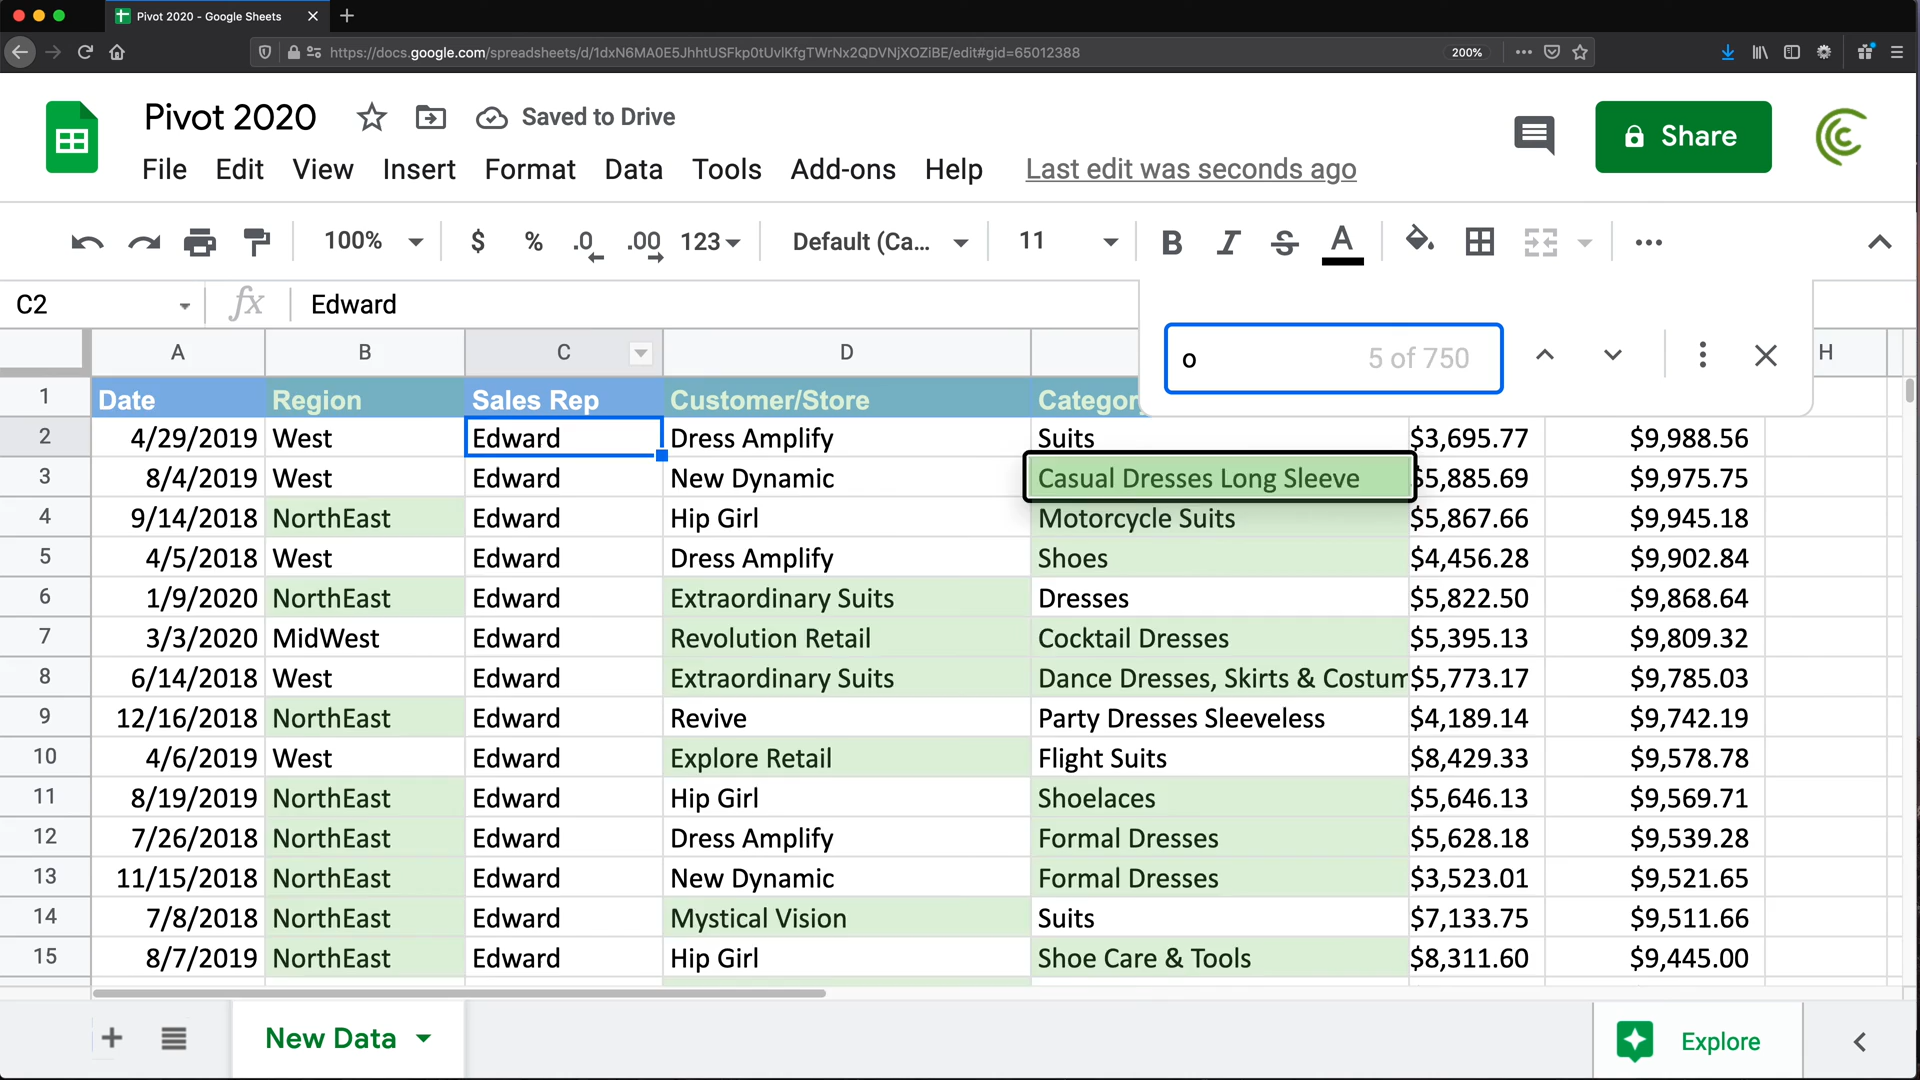 Pivot 2020 - Google Sheets
https://docs.google.com/spreadsheets/d/1dxN6MA0E5JhhtUSFkp0tUvlKfgTWrNx2QDVNjXOZiBE/edit#gid=65012388
200%
Pivot 2020
Saved to Drive
Share
File Edit View Insert Format Data Tools Add-ons Help Last edit was seconds ago
100% $ % .0 .00 123 Default (Ca... 11 B I S A
C2 fx Edward
o 5 of 750
A B C D H
1 Date Region Sales Rep Customer/Store Categor
2 4/29/2019 West Edward Dress Amplify Suits $3,695.77 $9,988.56
3 8/4/2019 West Edward New Dynamic Casual Dresses Long Sleeve $5,885.69 $9,975.75
4 9/14/2018 NorthEast Edward Hip Girl Motorcycle Suits $5,867.66 $9,945.18
5 4/5/2018 West Edward Dress Amplify Shoes $4,456.28 $9,902.84
6 1/9/2020 NorthEast Edward Extraordinary Suits Dresses $5,822.50 $9,868.64
7 3/3/2020 MidWest Edward Revolution Retail Cocktail Dresses $5,395.13 $9,809.32
8 6/14/2018 West Edward Extraordinary Suits Dance Dresses, Skirts & Costum $5,773.17 $9,785.03
9 12/16/2018 NorthEast Edward Revive Party Dresses Sleeveless $4,189.14 $9,742.19
10 4/6/2019 West Edward Explore Retail Flight Suits $8,429.33 $9,578.78
11 8/19/2019 NorthEast Edward Hip Girl Shoelaces $5,646.13 $9,569.71
12 7/26/2018 NorthEast Edward Dress Amplify Formal Dresses $5,628.18 $9,539.28
13 11/15/2018 NorthEast Edward New Dynamic Formal Dresses $3,523.01 $9,521.65
14 7/8/2018 NorthEast Edward Mystical Vision Suits $7,133.75 $9,511.66
15 8/7/2019 NorthEast Edward Hip Girl Shoe Care & Tools $8,311.60 $9,445.00
New Data
Explore